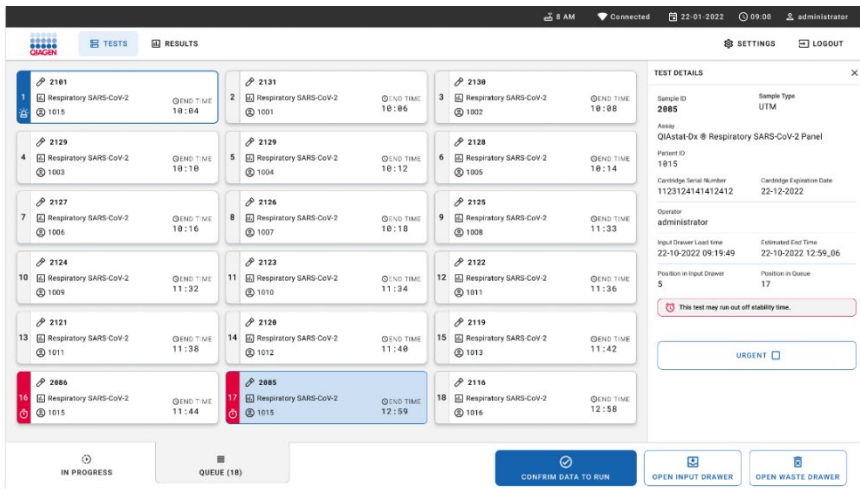 8 AM Connected 22-01-2022 09:00 administrator
QIAGEN TESTS RESULTS SETTINGS LOGOUT
1
2101
Respiratory SARS-CoV-2
1015
END TIME
10:04
2
2131
Respiratory SARS-CoV-2
1001
END TIME
10:06
3
2130
Respiratory SARS-CoV-2
1002
END TIME
10:08
4
2129
Respiratory SARS-CoV-2
1003
END TIME
10:10
5
2129
Respiratory SARS-CoV-2
1004
END TIME
10:12
6
2128
Respiratory SARS-CoV-2
1005
END TIME
10:14
7
2127
Respiratory SARS-CoV-2
1006
END TIME
10:16
8
2126
Respiratory SARS-CoV-2
1007
END TIME
10:18
9
2125
Respiratory SARS-CoV-2
1008
END TIME
11:33
10
2124
Respiratory SARS-CoV-2
1009
END TIME
11:32
11
2123
Respiratory SARS-CoV-2
1010
END TIME
11:34
12
2122
Respiratory SARS-CoV-2
1011
END TIME
11:36
13
2121
Respiratory SARS-CoV-2
1011
END TIME
11:38
14
2120
Respiratory SARS-CoV-2
1012
END TIME
11:40
15
2119
Respiratory SARS-CoV-2
1013
END TIME
11:42
16
2086
Respiratory SARS-CoV-2
1015
END TIME
11:44
17
2085
Respiratory SARS-CoV-2
1015
END TIME
12:59
18
2116
Respiratory SARS-CoV-2
1016
END TIME
12:58
TEST DETAILS
Sample ID Sample Type
2085 UTM
Assay
QIAstat-Dx ® Respiratory SARS-CoV-2 Panel
Patient ID
1015
Cardridge Serial Number Cardridge Expiration Date
1123124141412412 22-12-2022
Operator
administrator
Input Drawer Load time Estimated End Time
22-10-2022 09:19:49 22-10-2022 12:59_06
Position in Input Drawer Position in Queue
5 17
This test may run out off stability time.
URGENT
IN PROGRESS QUEUE (18) CONFRIM DATA TO RUN OPEN INPUT DRAWER OPEN WASTE DRAWER